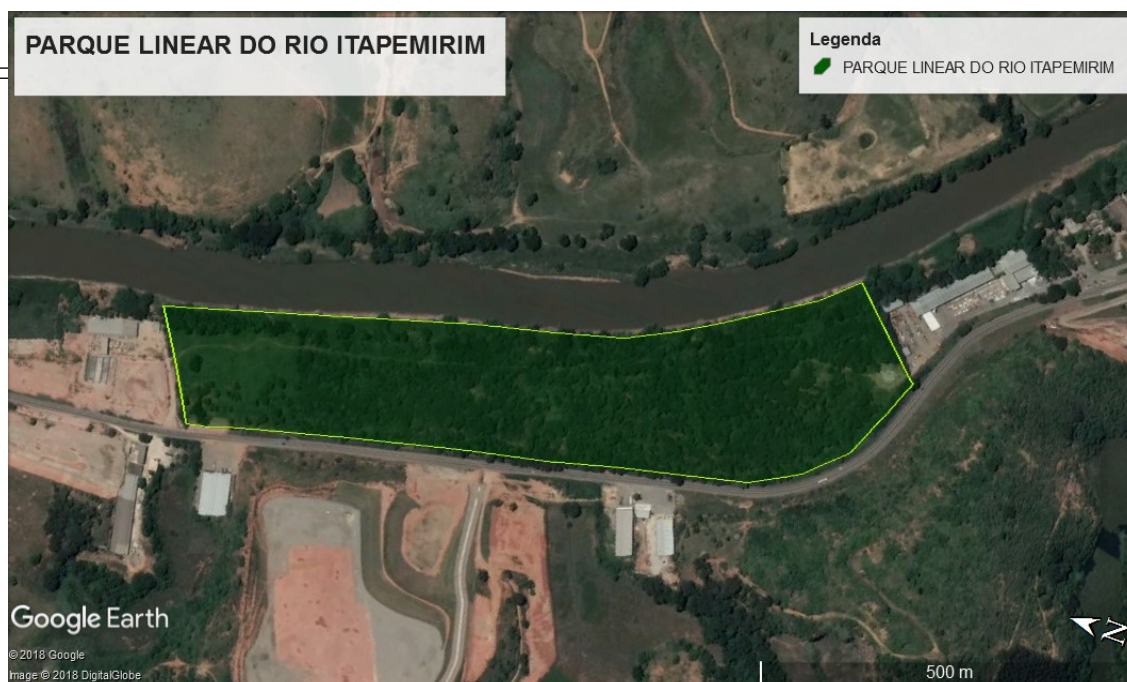 PARQUE LINEAR DO RIO ITAPEMIRIM
Legenda
PARQUE LINEAR DO RIO ITAPEMIRIM
Google Earth
© 2018 Google
Image © 2018 DigitalGlobe
500 m
N